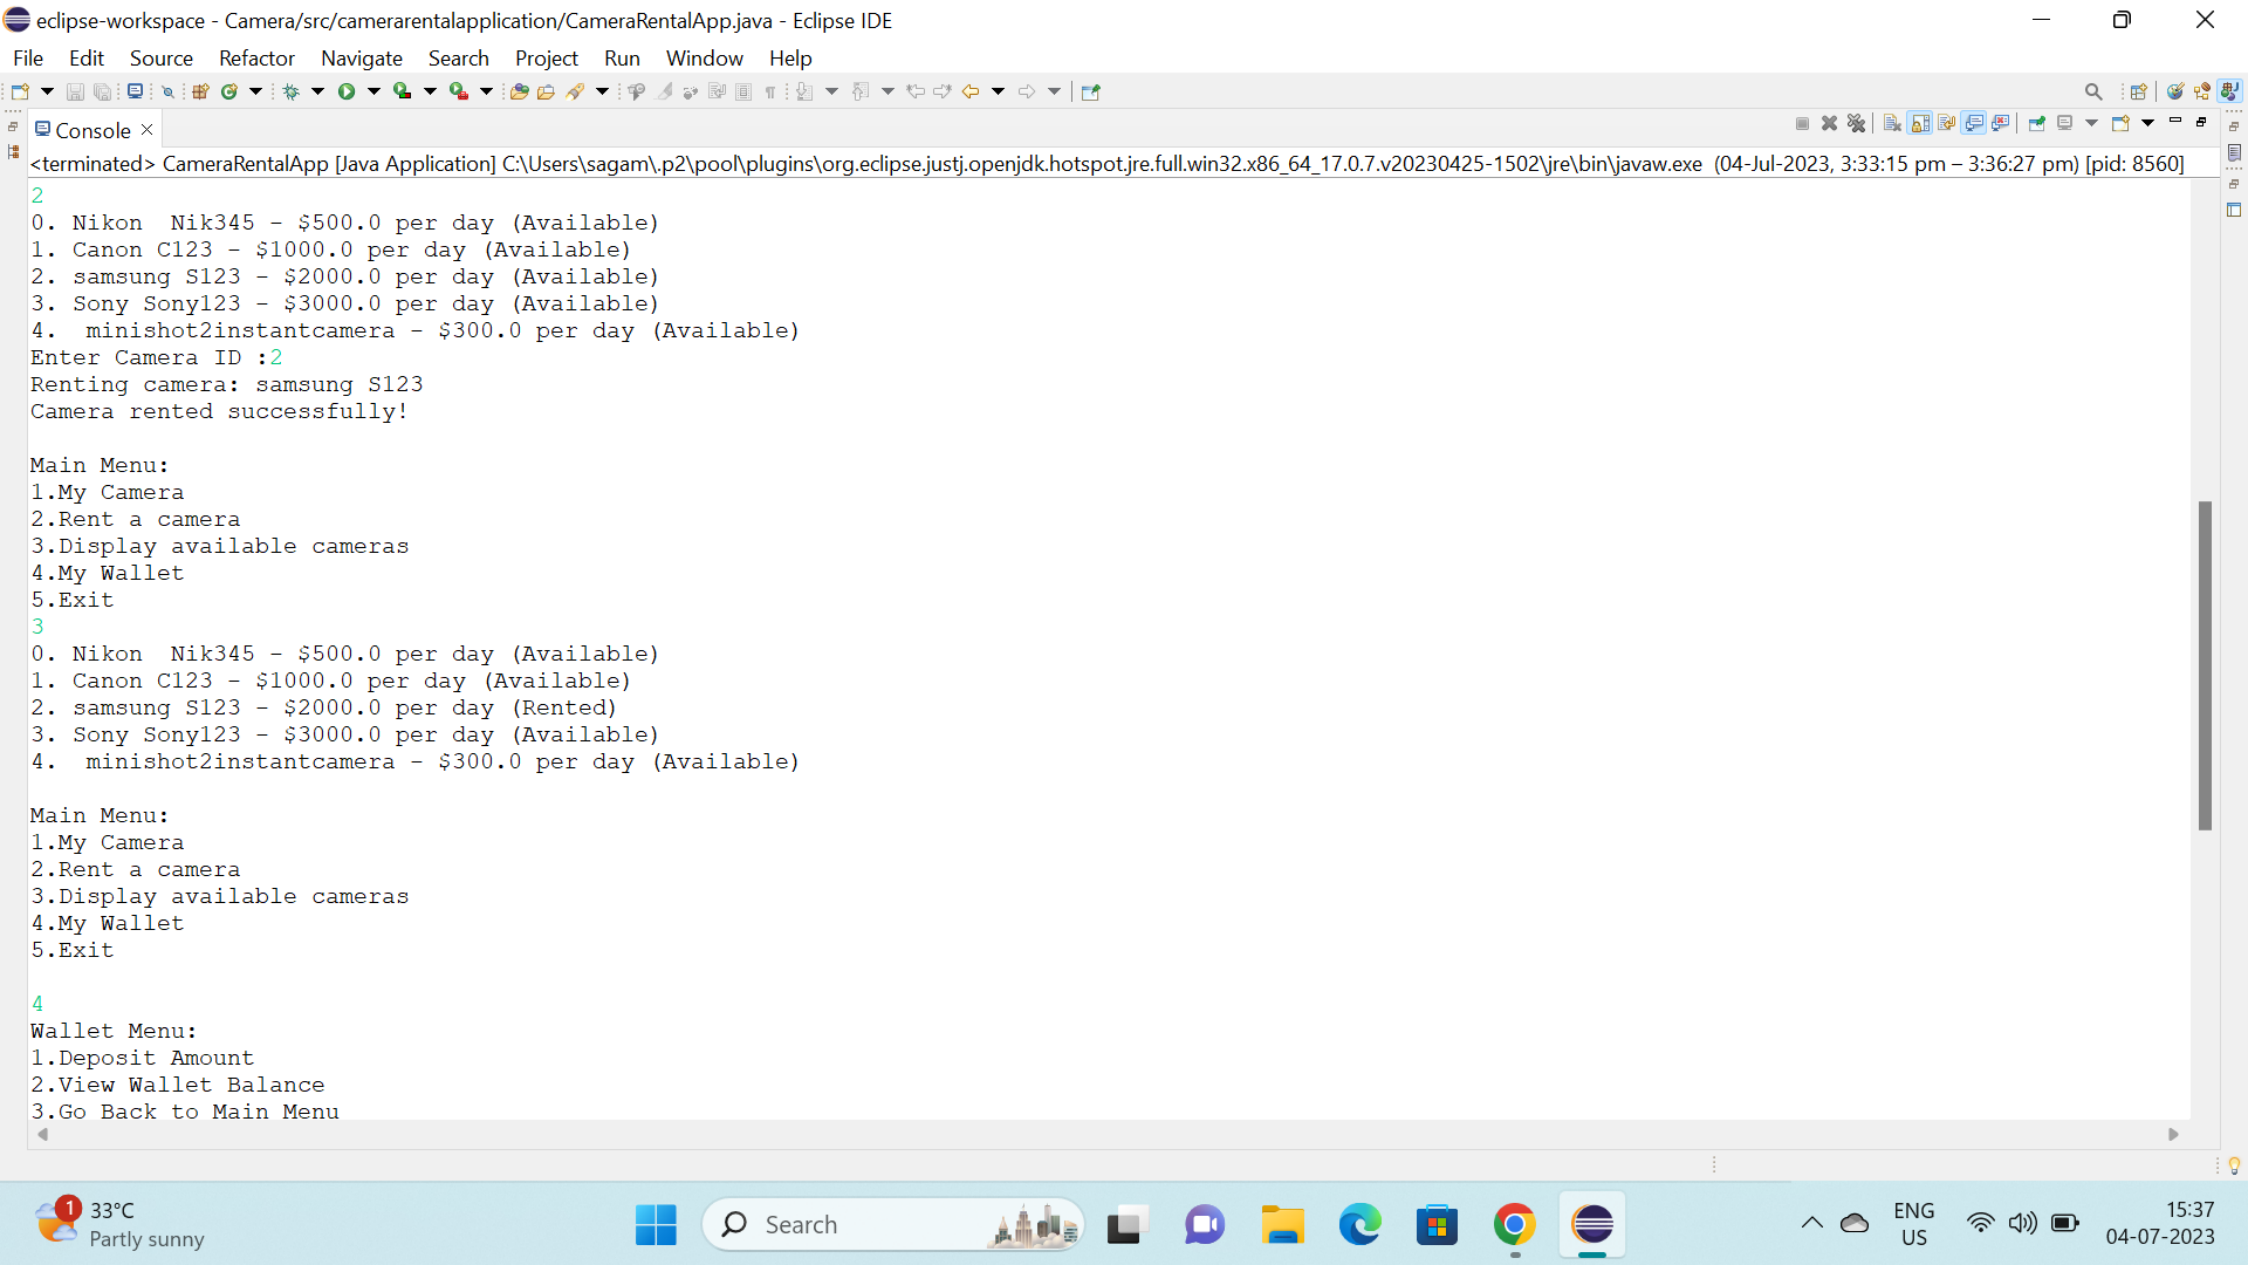 eclipse-workspace - Camera/src/camerarentalapplication/CameraRentalApp.java - Eclipse IDE
File Edit Source Refactor Navigate Search Project Run Window Help
Console
<terminated> CameraRentalApp [Java Application] C:\Users\sagam\.p2\pool\plugins\org.eclipse.justj.openjdk.hotspot.jre.full.win32.x86_64_17.0.7.v20230425-1502\jre\bin\javaw.exe (04-Jul-2023, 3:33:15 pm – 3:36:27 pm) [pid: 8560]
2
0. Nikon  Nik345 - $500.0 per day (Available)
1. Canon C123 - $1000.0 per day (Available)
2. samsung S123 - $2000.0 per day (Available)
3. Sony Sony123 - $3000.0 per day (Available)
4.  minishot2instantcamera - $300.0 per day (Available)
Enter Camera ID :2
Renting camera: samsung S123
Camera rented successfully!
Main Menu:
1.My Camera
2.Rent a camera
3.Display available cameras
4.My Wallet
5.Exit
3
0. Nikon  Nik345 - $500.0 per day (Available)
1. Canon C123 - $1000.0 per day (Available)
2. samsung S123 - $2000.0 per day (Rented)
3. Sony Sony123 - $3000.0 per day (Available)
4.  minishot2instantcamera - $300.0 per day (Available)
Main Menu:
1.My Camera
2.Rent a camera
3.Display available cameras
4.My Wallet
5.Exit
4
Wallet Menu:
1.Deposit Amount
2.View Wallet Balance
3.Go Back to Main Menu
1
33°C
Partly sunny
Search
ENG
US
15:37
04-07-2023